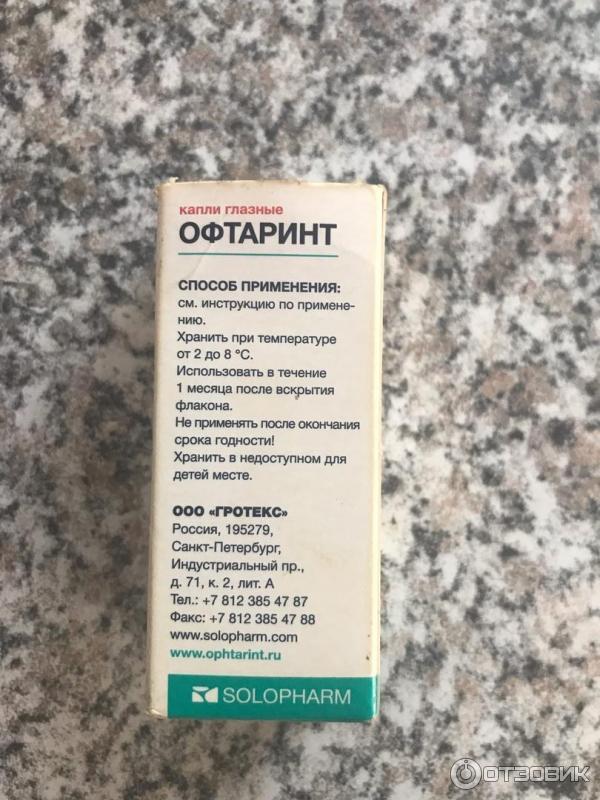 капли глазные
ОФТАРИНТ
СПОСОБ ПРИМЕНЕНИЯ:
см. инструкцию по примене-
нию.
Хранить при температуре
от 2 до 8 °С.
Использовать в течение
1 месяца после вскрытия
флакона.
Не применять после окончания
срока годности!
Хранить в недоступном для
детей месте.
ООО «ГРОТЕКС»
Россия, 195279,
Санкт-Петербург,
Индустриальный пр.,
д. 71, к. 2, лит. А
Тел.: +7 812 385 47 87
Факс: +7 812 385 47 88
www.solopharm.com
www.ophtarint.ru
SOLOPHARM
ОТЗОВИК